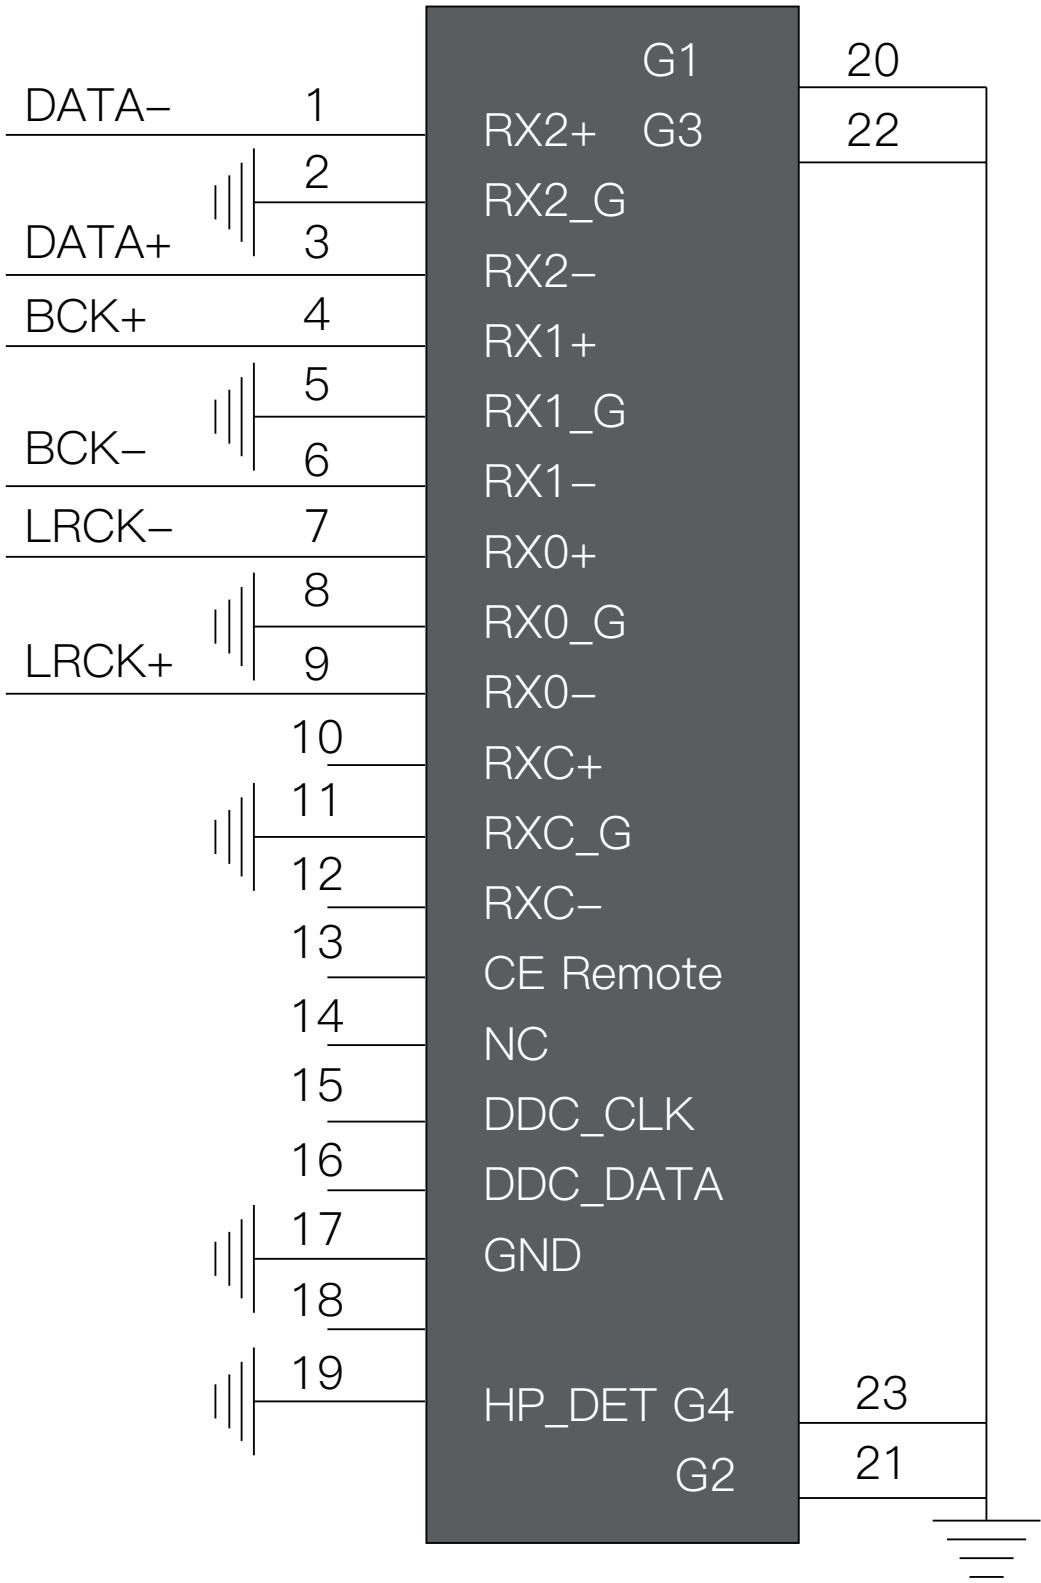 G1 20
DATA– 1
RX2+ G3 22
2
RX2_G
DATA+ 3
RX2–
BCK+ 4
RX1+
5
RX1_G
BCK– 6
RX1–
LRCK– 7
RX0+
8
RX0_G
LRCK+ 9
RX0–
10
RXC+
11
RXC_G
12
RXC–
13
CE Remote
14
NC
15
DDC_CLK
16
DDC_DATA
17
GND
18
19
HP_DET G4 23
G2 21